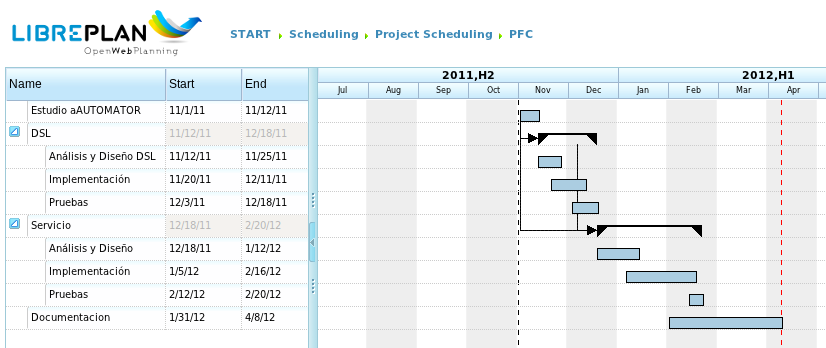 LIBREPLAN
OpenWebPlanning
START Scheduling Project Scheduling PFC
Name Start End
2011,H2 2012,H1
Jul Aug Sep Oct Nov Dec Jan Feb Mar Apr
Estudio aAUTOMATOR 11/1/11 11/12/11
DSL 11/12/11 12/18/11
Análisis y Diseño DSL 11/12/11 11/25/11
Implementación 11/20/11 12/11/11
Pruebas 12/3/11 12/18/11
Servicio 12/18/11 2/20/12
Análisis y Diseño 12/18/11 1/12/12
Implementación 1/5/12 2/16/12
Pruebas 2/12/12 2/20/12
Documentacion 1/31/12 4/8/12